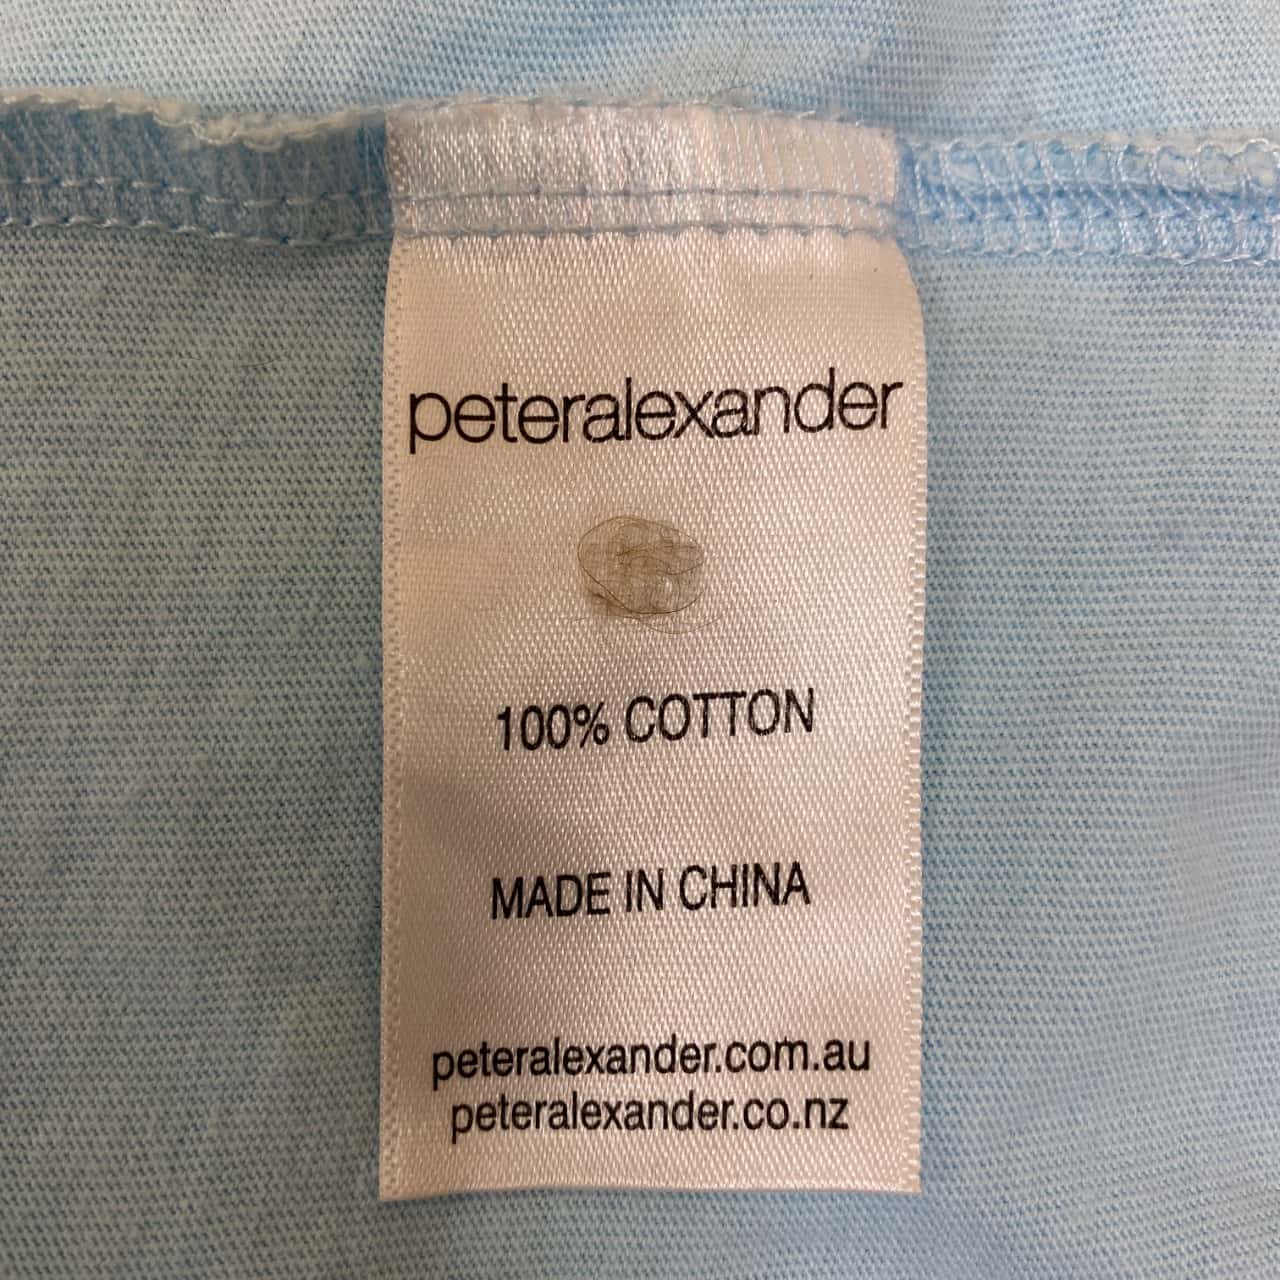 peteralexander
100% COTTON
MADE IN CHINA
peteralexander.com.au
peteralexander.co.nz